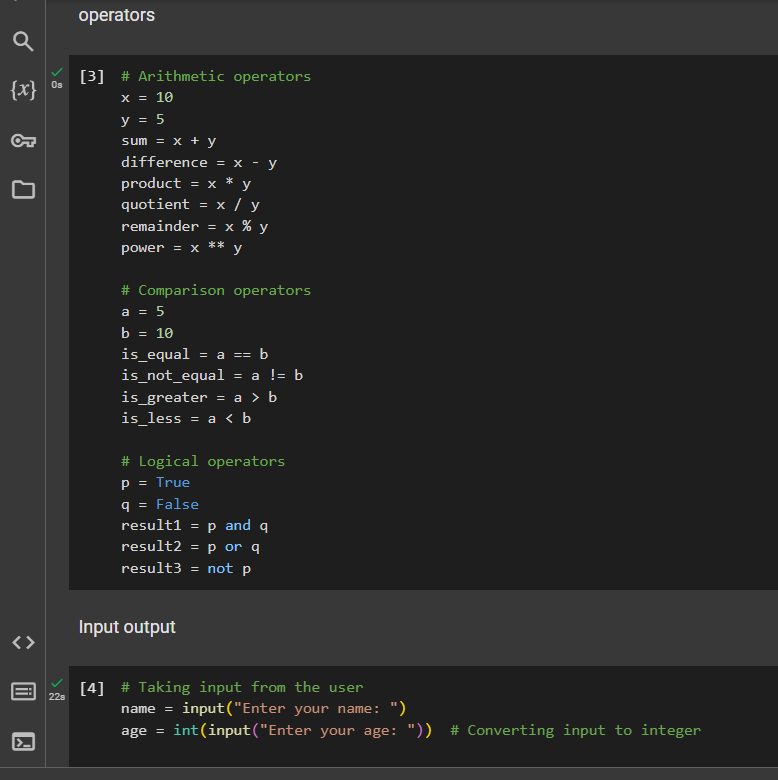 operators
{x}
0s
[3] # Arithmetic operators
x = 10
y = 5
sum = x + y
difference = x - y
product = x * y
quotient = x / y
remainder = x % y
power = x ** y
# Comparison operators
a = 5
b = 10
is_equal = a == b
is_not_equal = a != b
is_greater = a > b
is_less = a < b
# Logical operators
p = True
q = False
result1 = p and q
result2 = p or q
result3 = not p
Input output
22s
[4] # Taking input from the user
name = input("Enter your name: ")
age = int(input("Enter your age: "))  # Converting input to integer